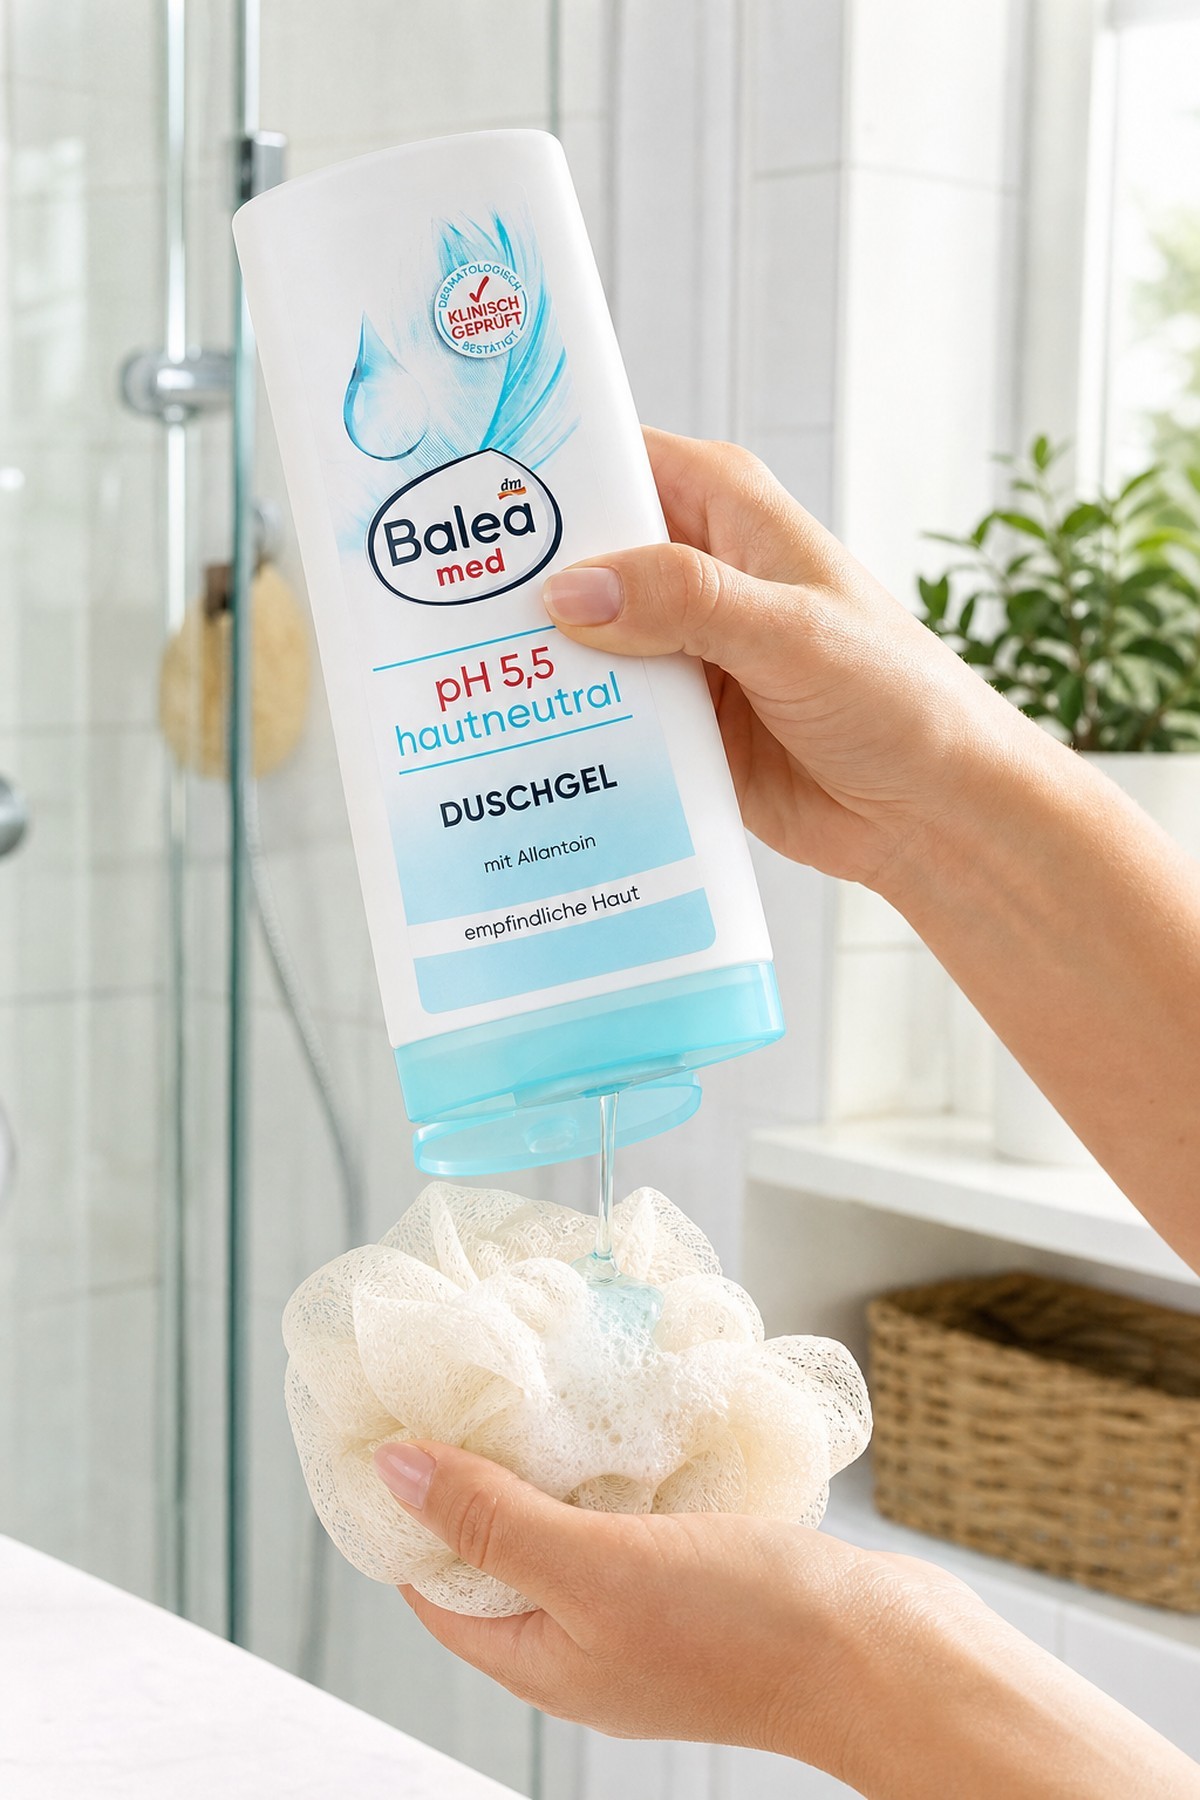 DERMATOLOGISCH
KLINISCH
GEPRÜFT
BESTÄTIGT
dm
Balea
med
pH 5,5
hautneutral
DUSCHGEL
mit Allantoin
empfindliche Haut